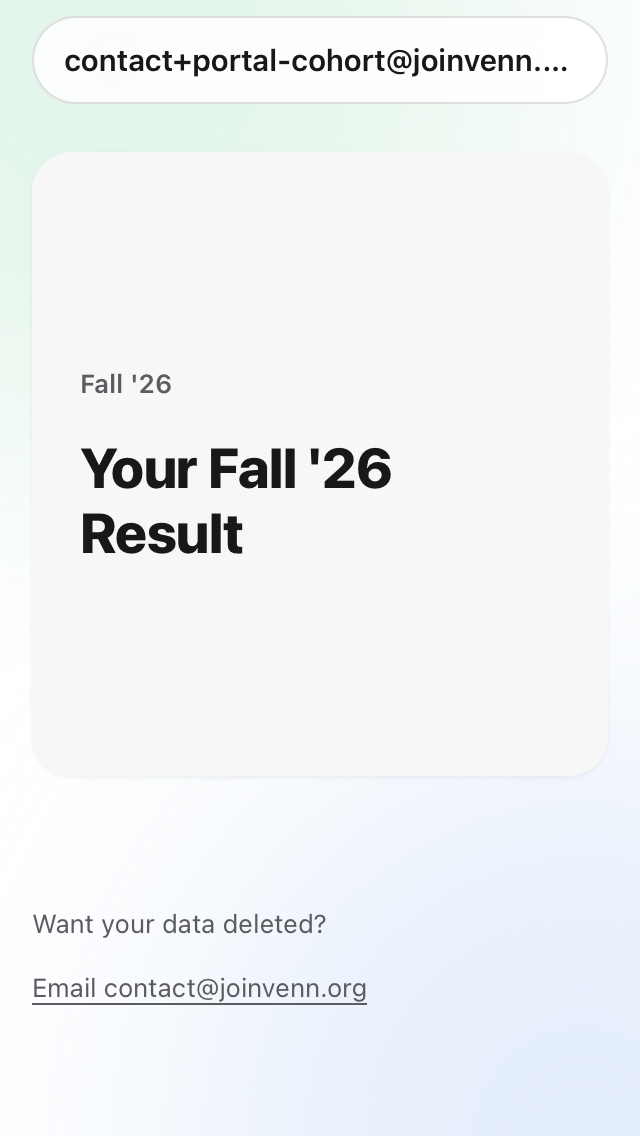 contact+portal-cohort@joinvenn....
Fall '26
Your Fall '26
Result
Want your data deleted?
Email contact@joinvenn.org